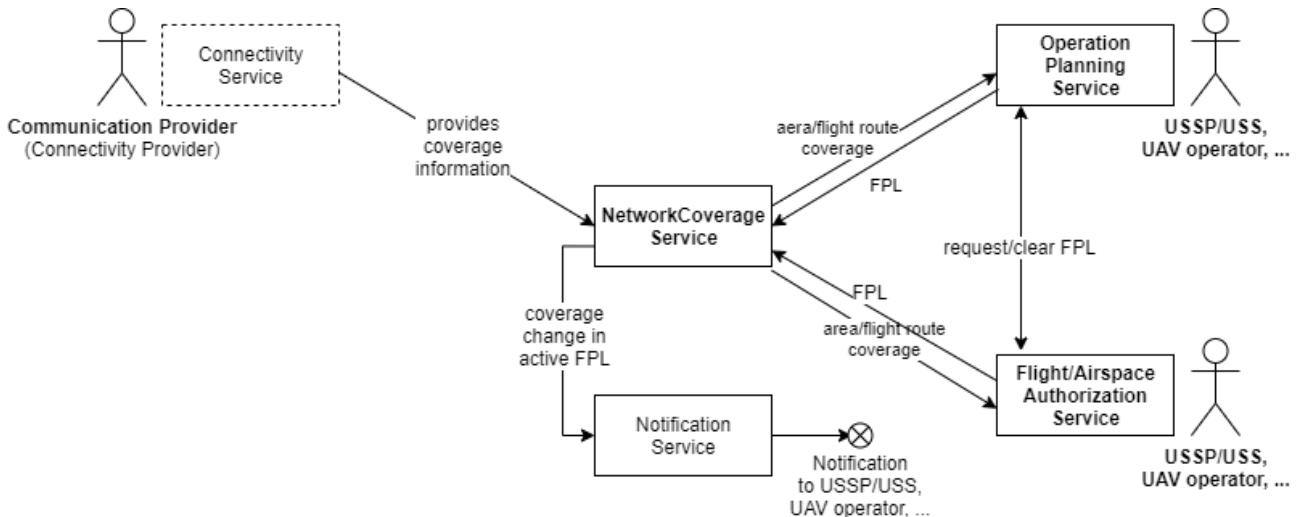 Connectivity
Service
Communication Provider
(Connectivity Provider)
provides
coverage
information
Operation
Planning
Service
USSP/USS,
UAV operator, ...
aera/flight route
coverage
FPL
NetworkCoverage
Service
request/clear FPL
FPL
area/flight route
coverage
coverage
change in
active FPL
Flight/Airspace
Authorization
Service
USSP/USS,
UAV operator, ...
Notification
Service
Notification
to USSP/USS,
UAV operator, ...